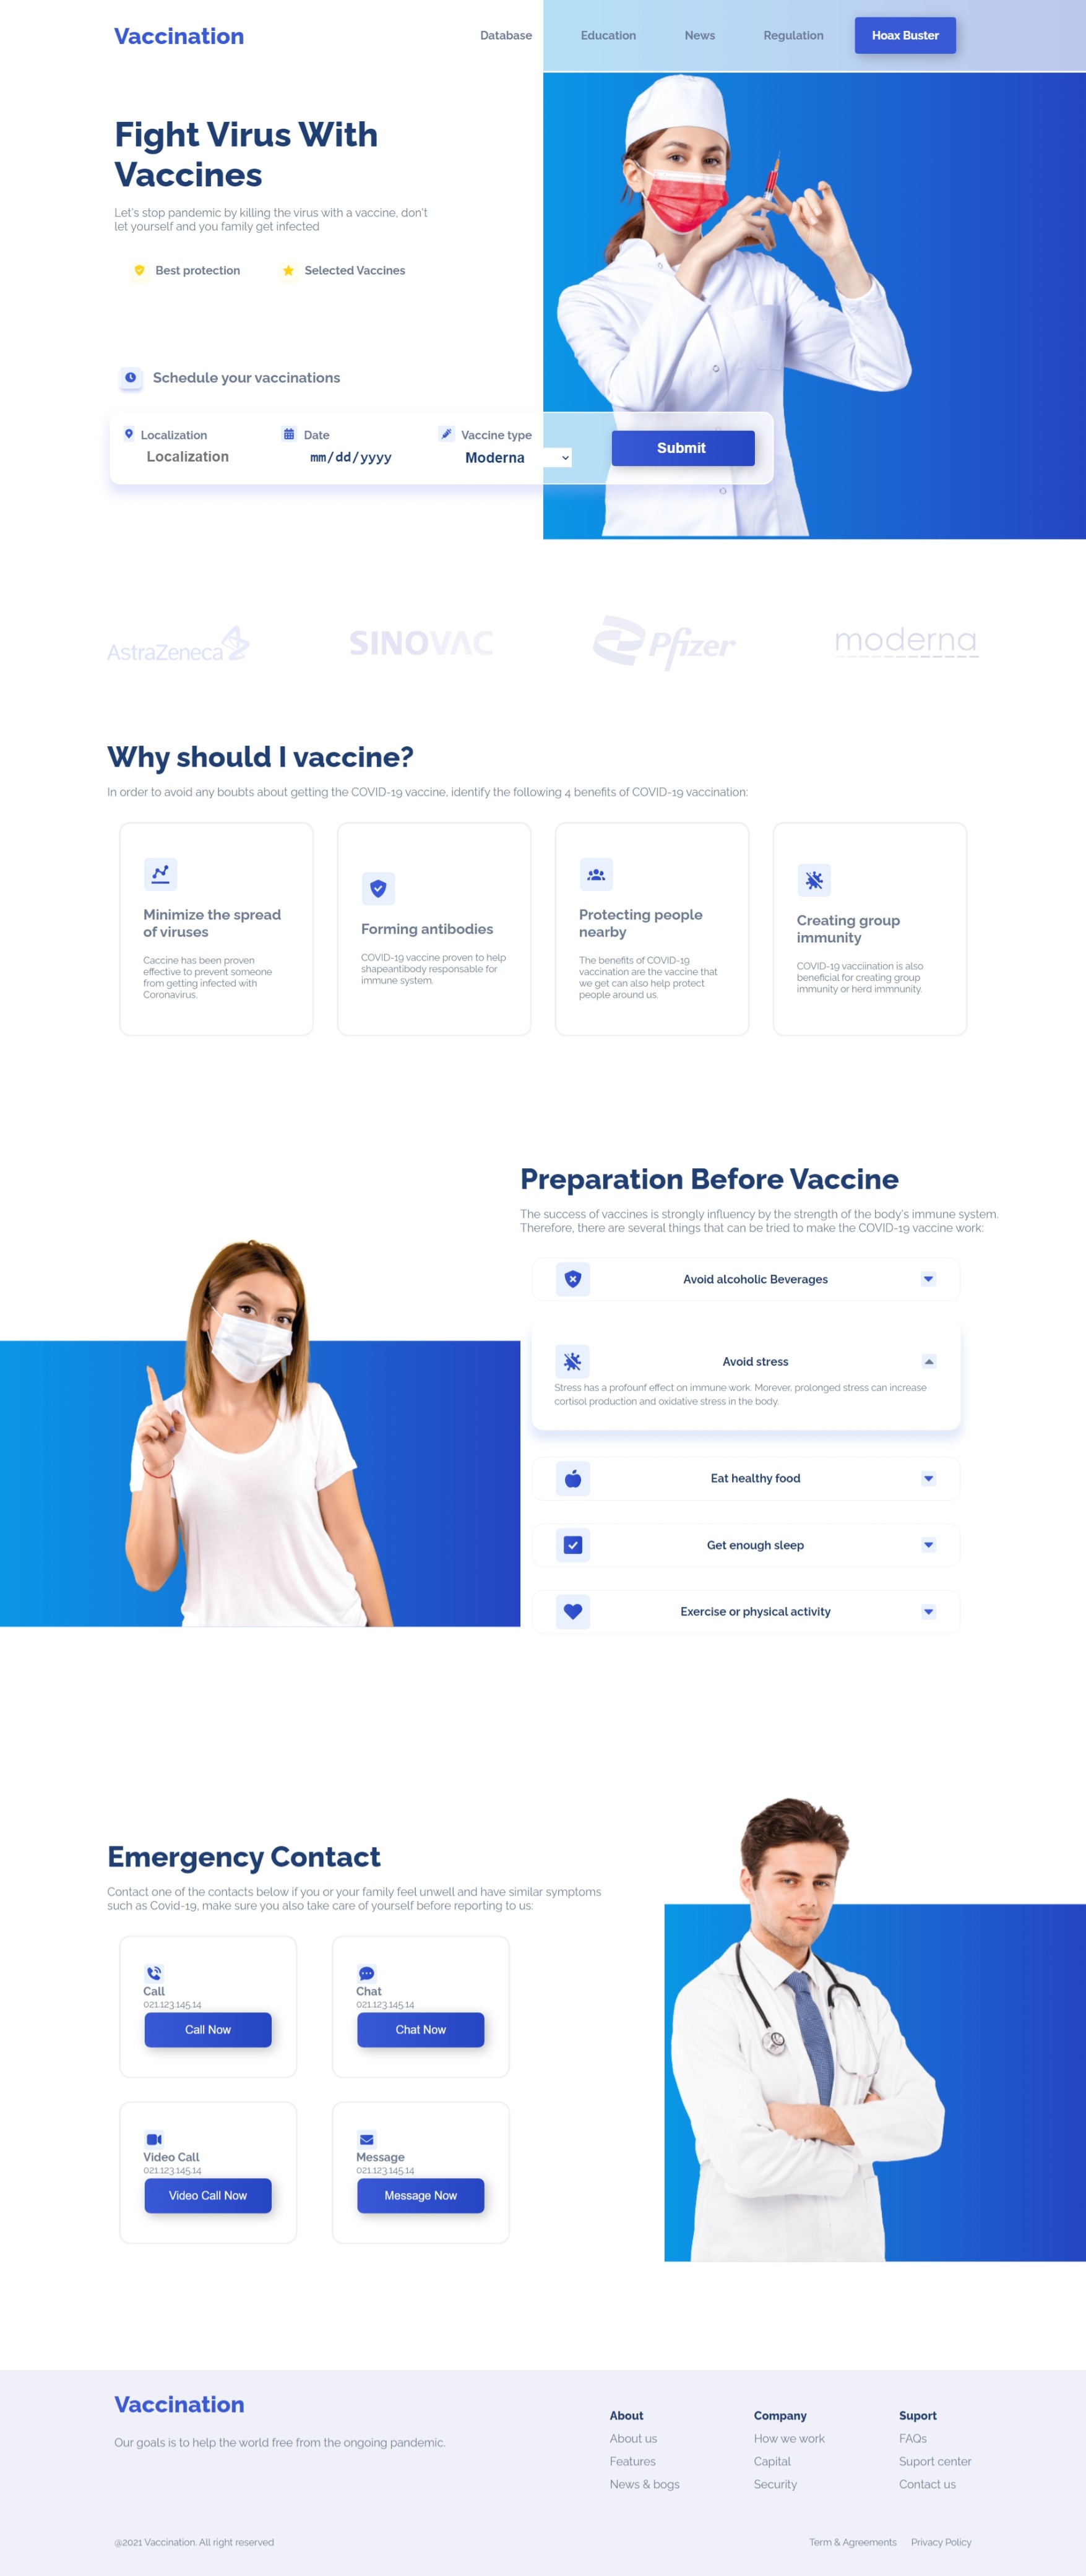 Vaccination
Database
Education
News
Regulation
Hoax Buster
Fight Virus With
Vaccines
Let's stop pandemic by killing the virus with a vaccine, don't
let yourself and you family get infected
Best protection
Selected Vaccines
Schedule your vaccinations
Localization
Date
Vaccine type
Localization
mm/dd/yyyy
Moderna
Submit
AstraZeneca
SINOVAC
Pfizer
moderna
Why should I vaccine?
In order to avoid any boubts about getting the COVID-19 vaccine, identify the following 4 benefits of COVID-19 vaccination:
Minimize the spread
of viruses
Caccine has been proven
effective to prevent someone
from getting infected with
Coronavirus.
Forming antibodies
COVID-19 vaccine proven to help
shapeantibody responsable for
immune system.
Protecting people
nearby
The benefits of COVID-19
vaccination are the vaccine that
we get can also help protect
people around us.
Creating group
immunity
COVID-19 vacciination is also
beneficial for creating group
immunity or herd immnunity.
Preparation Before Vaccine
The success of vaccines is strongly influency by the strength of the body's immune system.
Therefore, there are several things that can be tried to make the COVID-19 vaccine work:
Avoid alcoholic Beverages
Avoid stress
Stress has a profounf effect on immune work. Morever, prolonged stress can increase
cortisol production and oxidative stress in the body.
Eat healthy food
Get enough sleep
Exercise or physical activity
Emergency Contact
Contact one of the contacts below if you or your family feel unwell and have similar symptoms
such as Covid-19, make sure you also take care of yourself before reporting to us:
Call
021.123.145.14
Call Now
Chat
021.123.145.14
Chat Now
Video Call
021.123.145.14
Video Call Now
Message
021.123.145.14
Message Now
Vaccination
Our goals is to help the world free from the ongoing pandemic.
About
About us
Features
News & bogs
Company
How we work
Capital
Security
Suport
FAQs
Suport center
Contact us
@2021 Vaccination. All right reserved
Term & Agreements
Privacy Policy